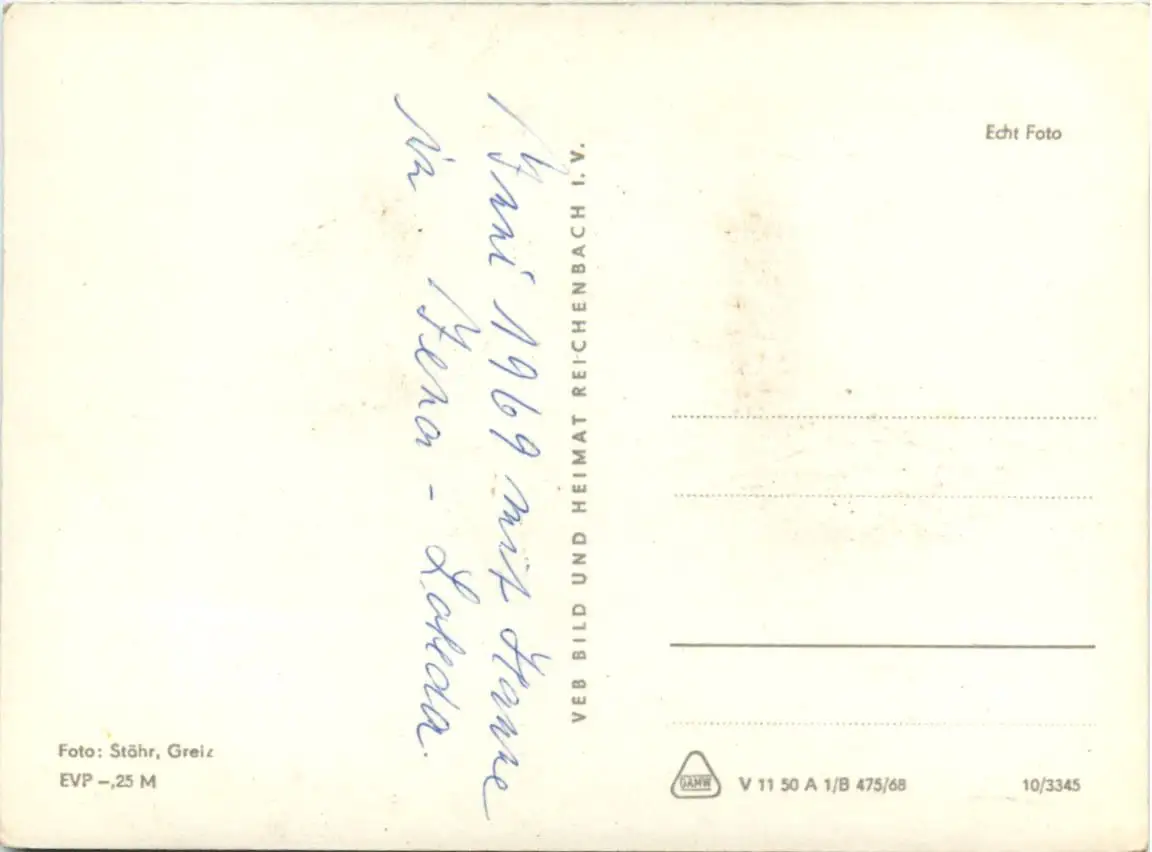 Juni 1969 mit Hanne
in Jena - Lobeda.
VEB BILD UND HEIMAT REICHENBACH I. V.
Echt Foto
Foto: Stöhr, Greiz
EVP –,25 M
DAMW
V 11 50 A 1/B 475/68
10/3345